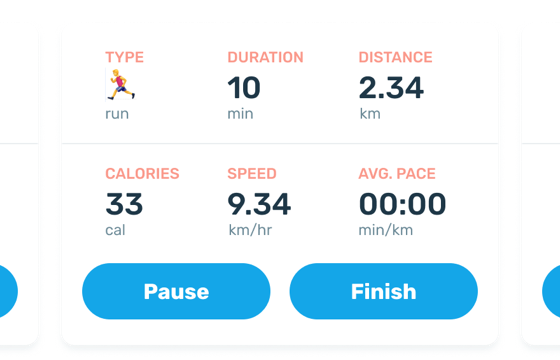 TYPE DURATION DISTANCE
10 2.34
run min km
CALORIES SPEED AVG. PACE
33 9.34 00:00
cal km/hr min/km
Pause Finish